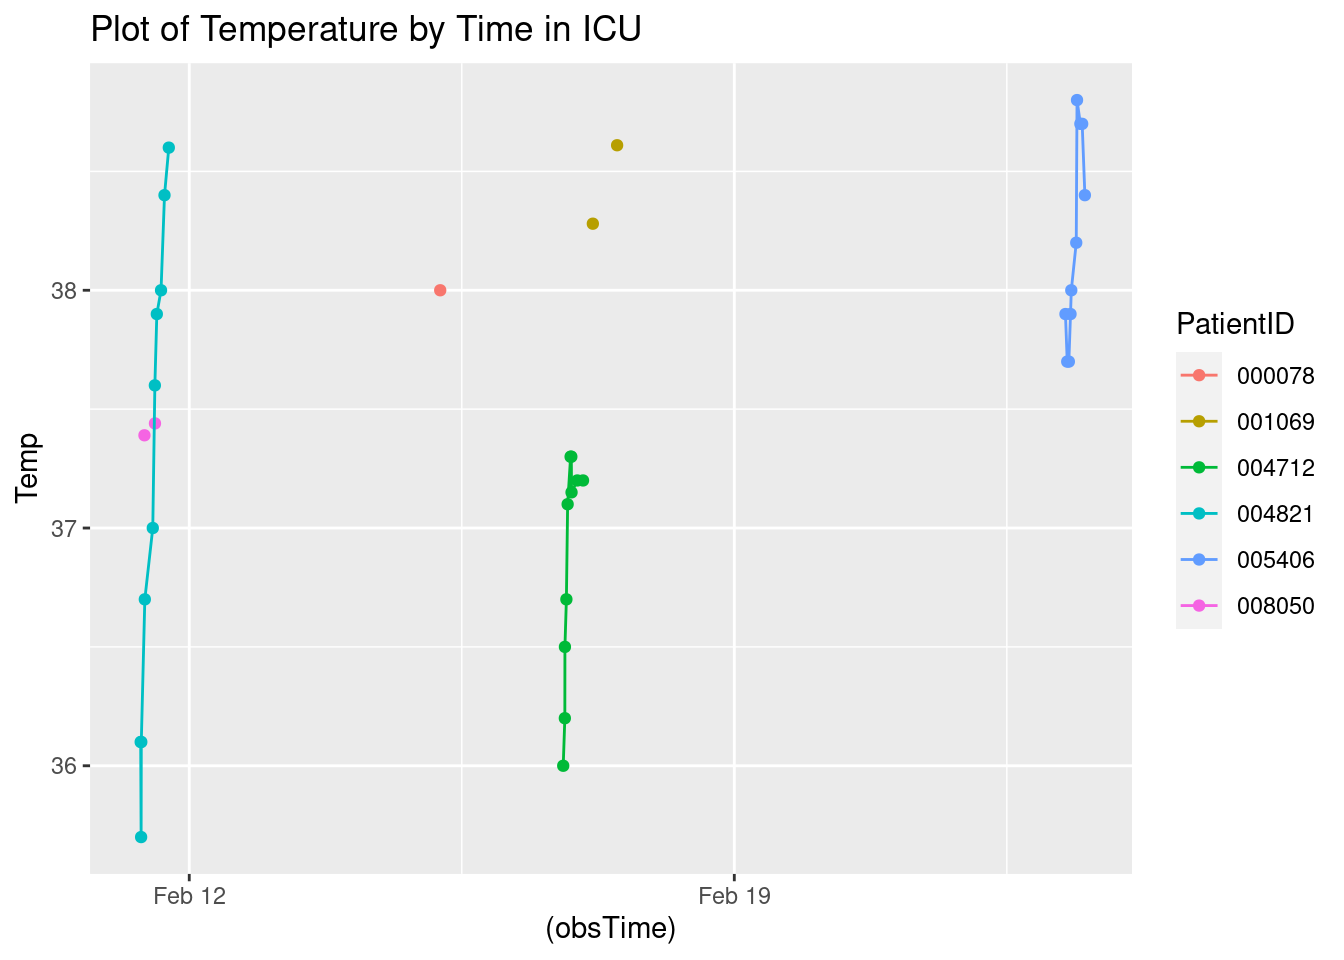 Plot of Temperature by Time in ICU
Temp
38
37
36
Feb 12
Feb 19
(obsTime)
PatientID
000078
001069
004712
004821
005406
008050